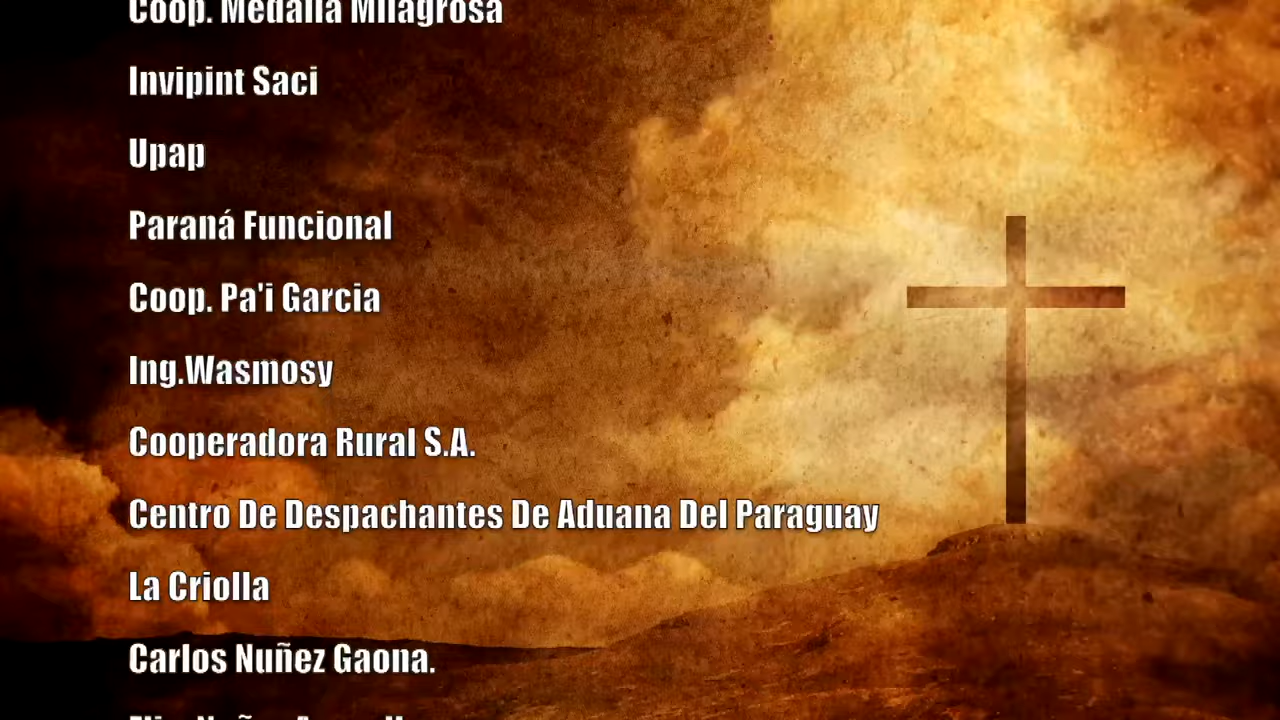 Coop. Medalla Milagrosa
Invipint Saci
Upap
Paraná Funcional
Coop. Pa'i Garcia
Ing.Wasmosy
Cooperadora Rural S.A.
Centro De Despachantes De Aduana Del Paraguay
La Criolla
Carlos Nuñez Gaona.